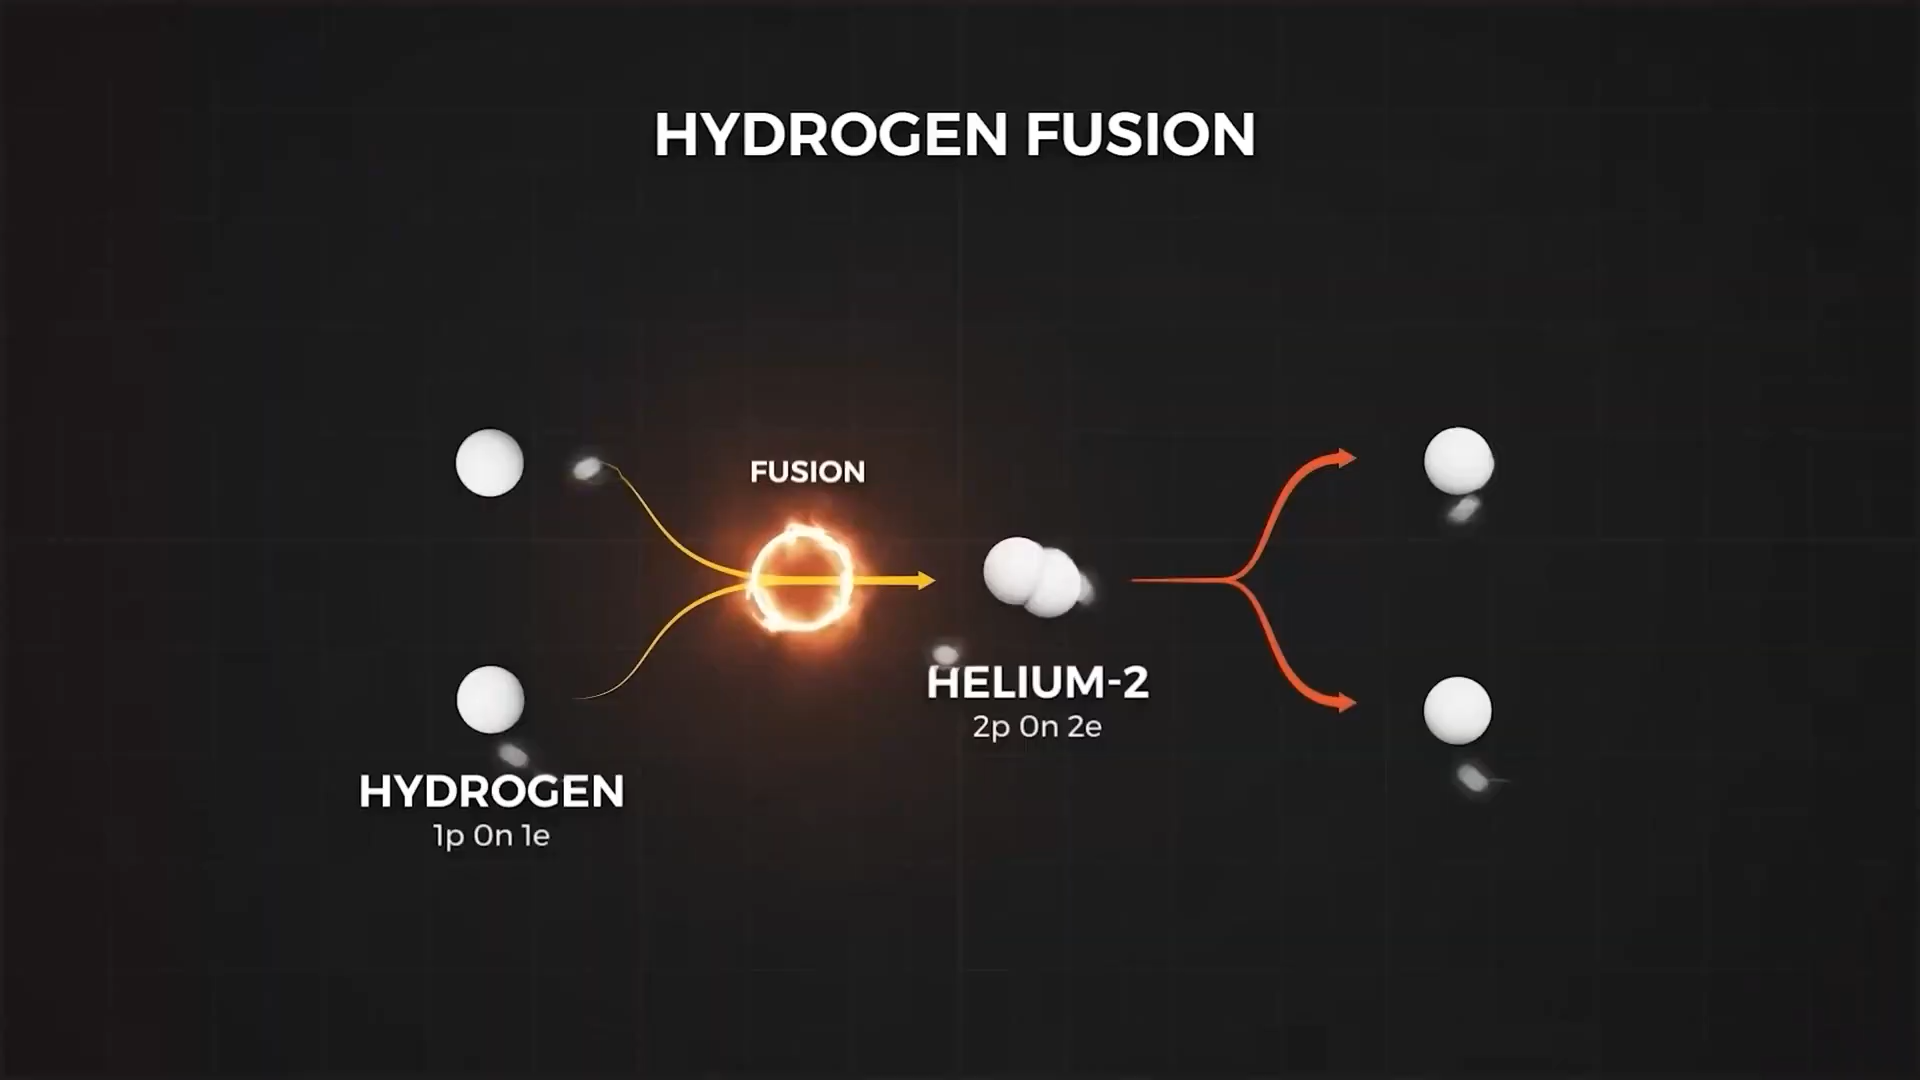 HYDROGEN FUSION
FUSION
HELIUM-2
2p 0n 2e
HYDROGEN
1p 0n 1e